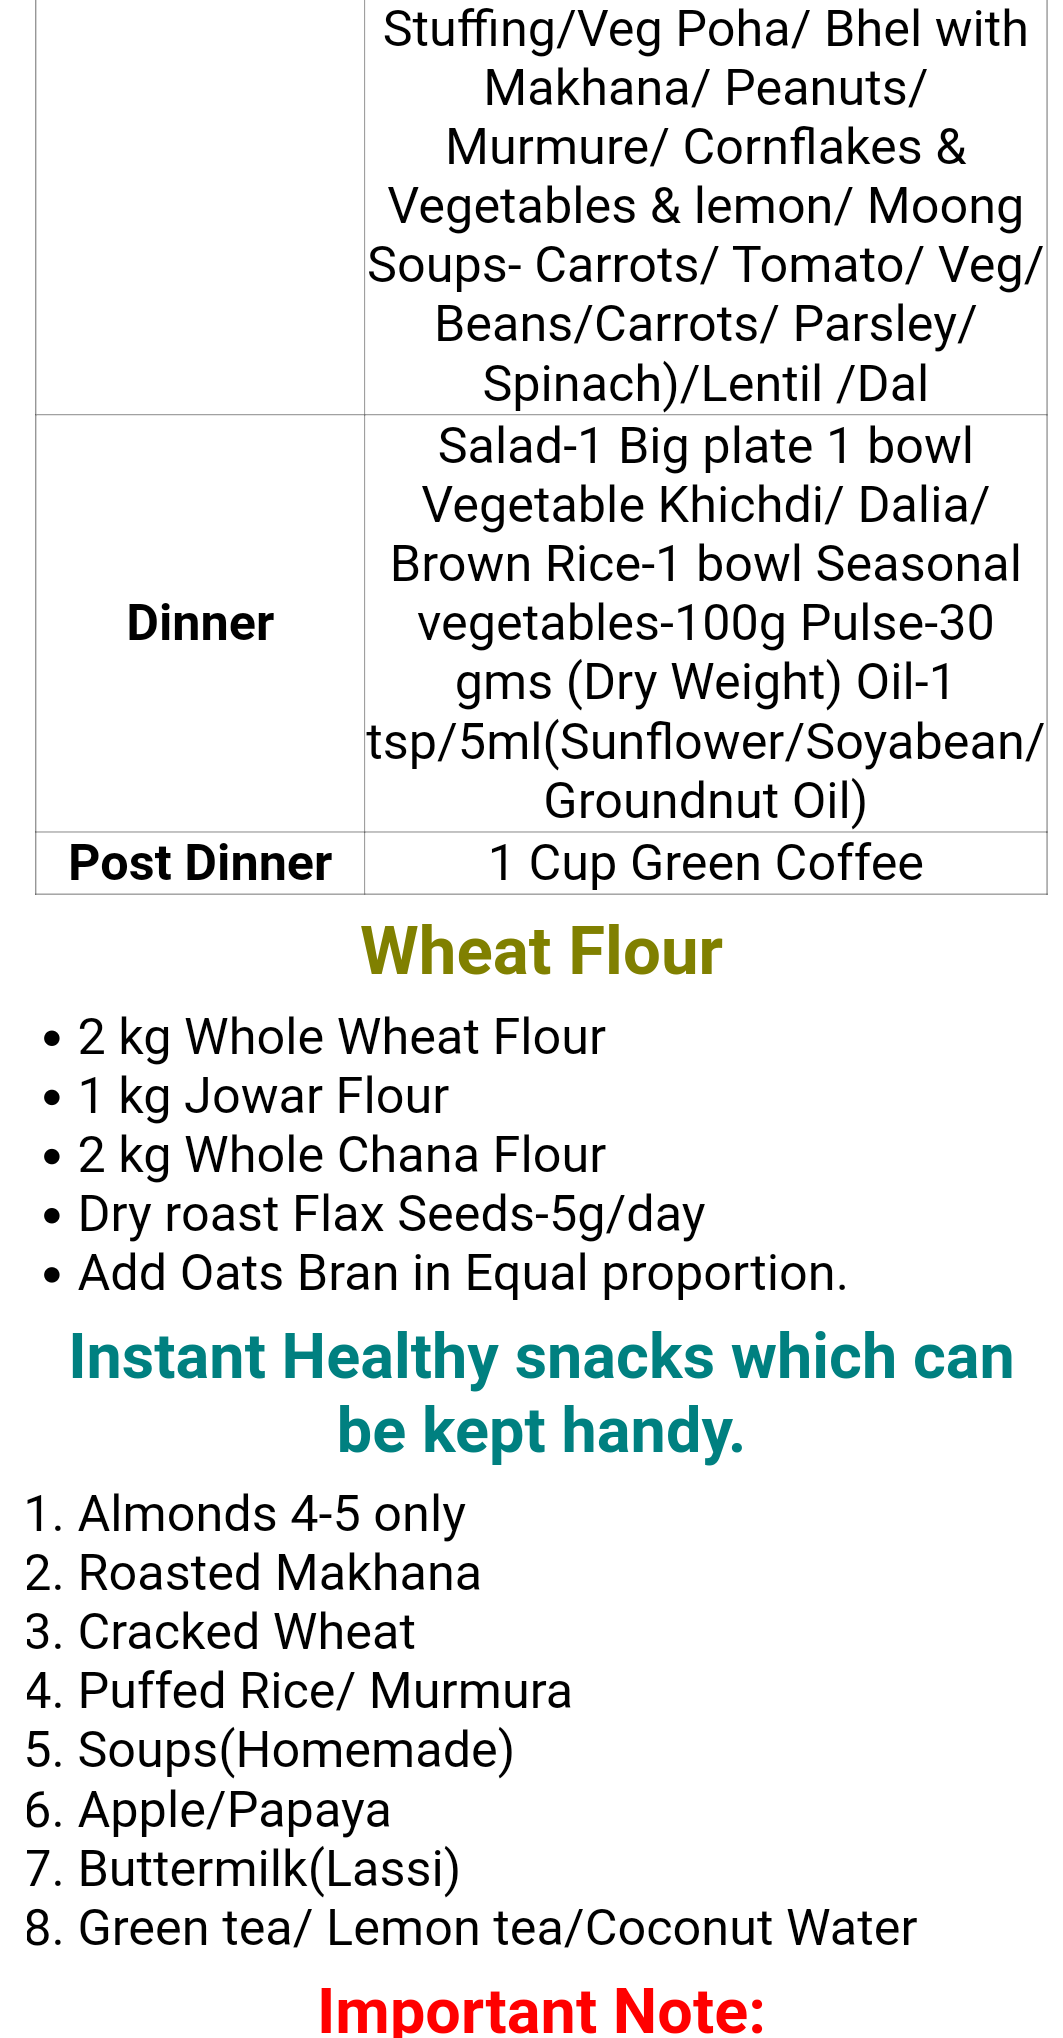 Stuffing/Veg Poha/ Bhel with
Makhana/ Peanuts/
Murmure/ Cornflakes &
Vegetables & lemon/ Moong
Soups- Carrots/ Tomato/ Veg/
Beans/Carrots/ Parsley/
Spinach)/Lentil /Dal
Dinner
Salad-1 Big plate 1 bowl
Vegetable Khichdi/ Dalia/
Brown Rice-1 bowl Seasonal
vegetables-100g Pulse-30
gms (Dry Weight) Oil-1
tsp/5ml(Sunflower/Soyabean/
Groundnut Oil)
Post Dinner
1 Cup Green Coffee
Wheat Flour
• 2 kg Whole Wheat Flour
• 1 kg Jowar Flour
• 2 kg Whole Chana Flour
• Dry roast Flax Seeds-5g/day
• Add Oats Bran in Equal proportion.
Instant Healthy snacks which can
be kept handy.
1. Almonds 4-5 only
2. Roasted Makhana
3. Cracked Wheat
4. Puffed Rice/ Murmura
5. Soups(Homemade)
6. Apple/Papaya
7. Buttermilk(Lassi)
8. Green tea/ Lemon tea/Coconut Water
Important Note: